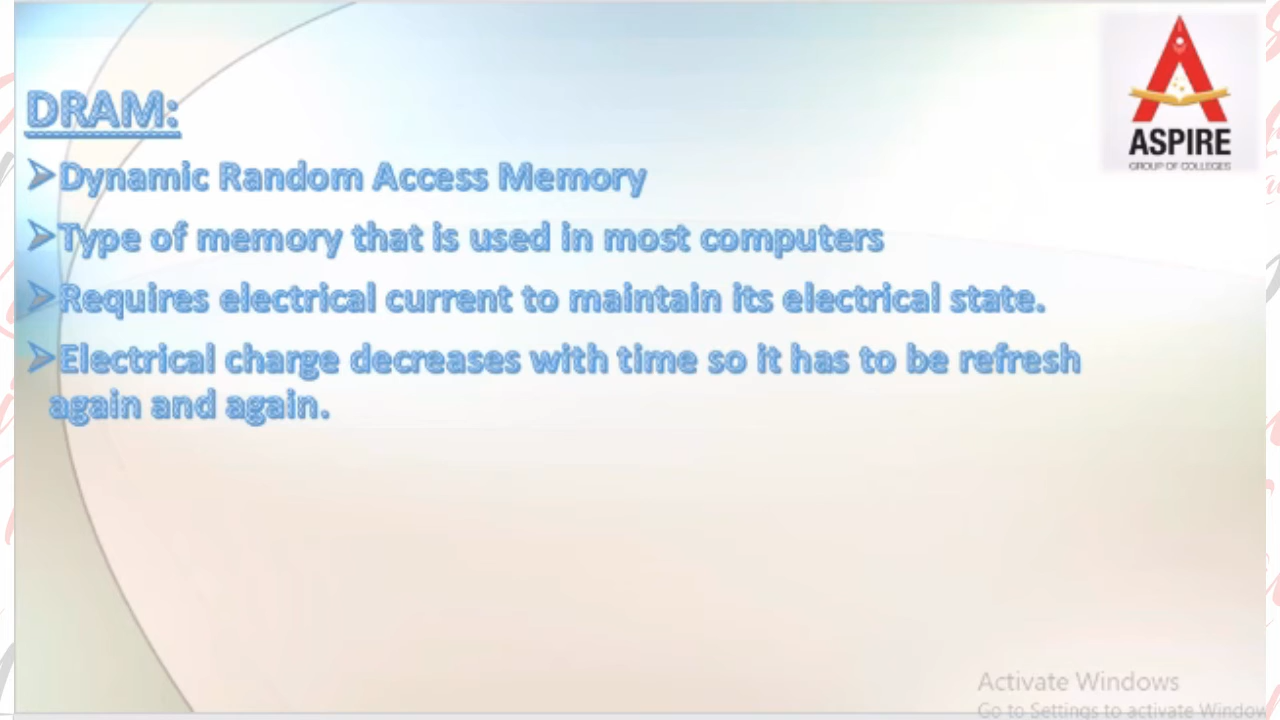 DRAM:
Dynamic Random Access Memory
Type of memory that is used in most computers
Requires electrical current to maintain its electrical state.
Electrical charge decreases with time so it has to be refresh
again and again.
ASPIRE
GROUP OF COLLEGES
Activate Windows
Go to Settings to activate Window